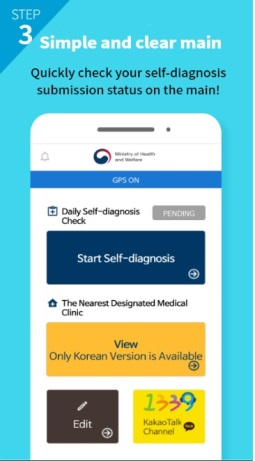 STEP
3
Simple and clear main
Quickly check your self-diagnosis
submission status on the main!
Ministry of Health
and Welfare
GPS ON
Daily Self-diagnosis
Check
PENDING
Start Self-diagnosis
The Nearest Designated Medical
Clinic
View
Only Korean Version is Available
Edit
1339
KakaoTalk
Channel